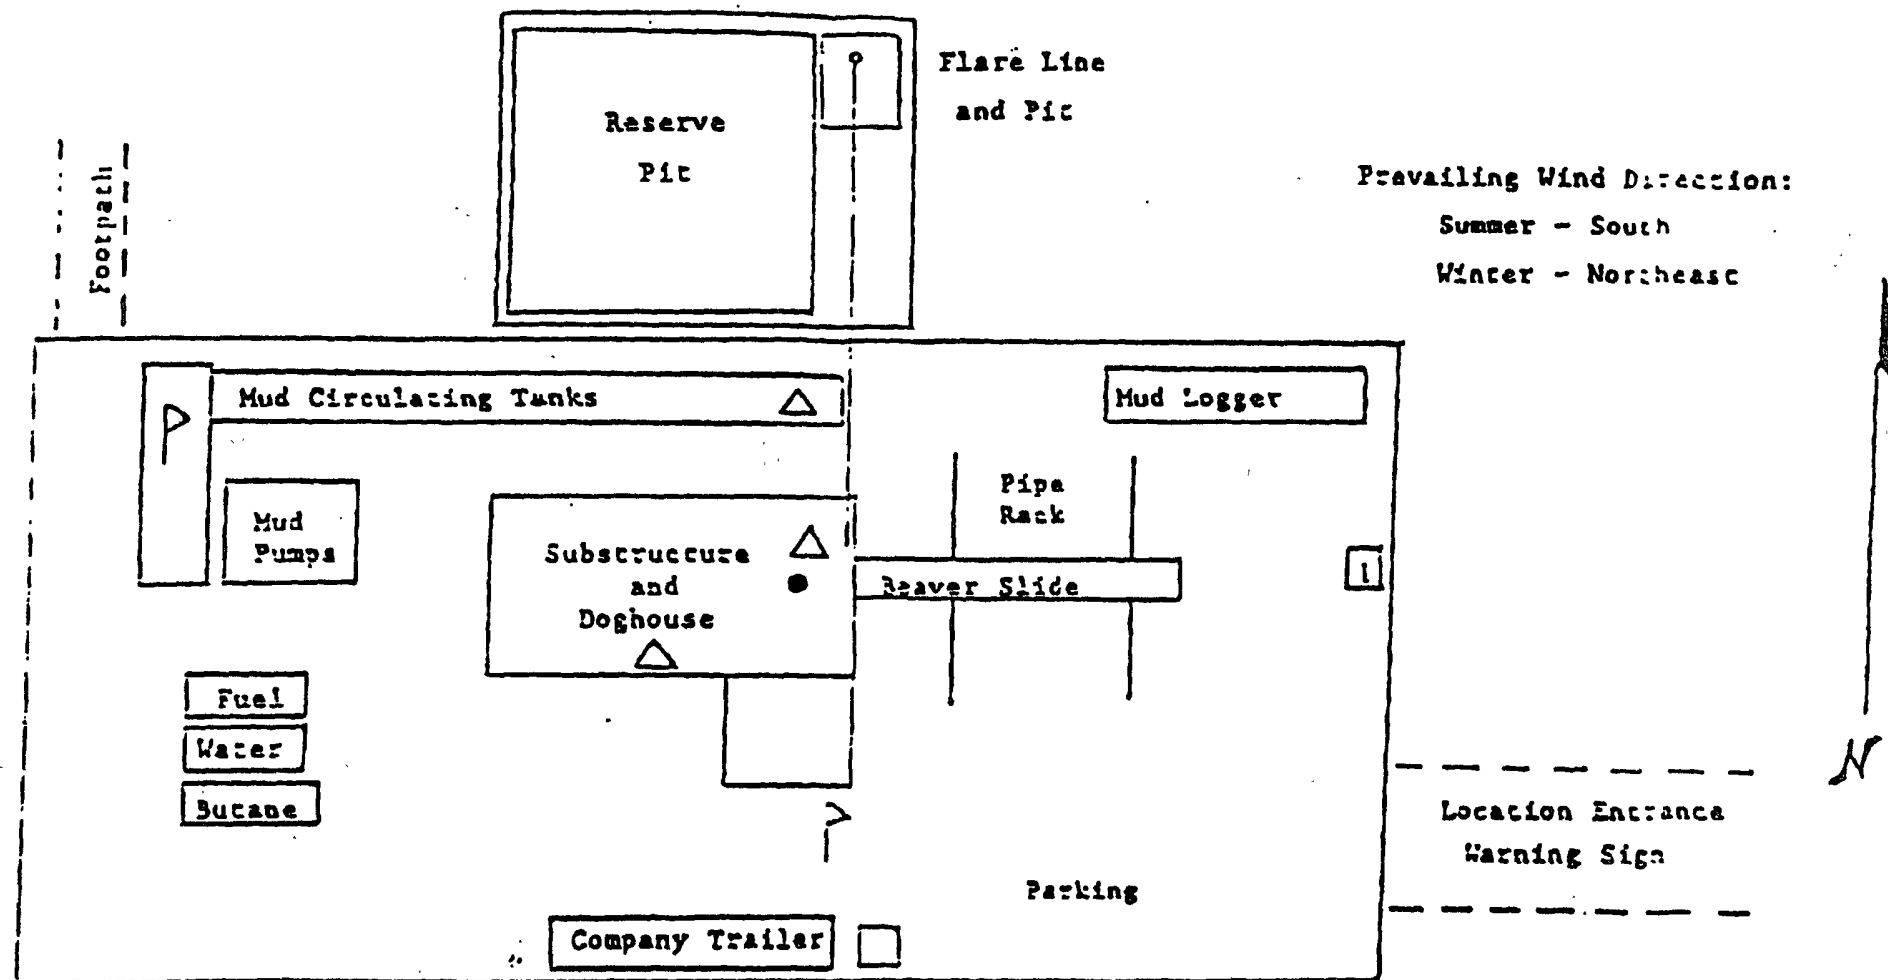 Flare Line
and Pit
Reserve
Pit
Footpath
Prevailing Wind Direction:
Summer - South
Winter - Northeast
Mud Circulating Tanks
Mud Logger
Pipe
Rack
Mud
Pumps
Substructure
and
Doghouse
Beaver Slide
1
Fuel
Water
Butane
N
Location Entrance
Warning Sign
Parking
Company Trailer